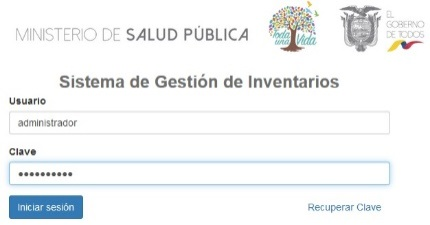 MINISTERIO DE SALUD PÚBLICA
Toda una Vida
EL GOBIERNO DE TODOS
Sistema de Gestión de Inventarios
Usuario
administrador
Clave
••••••••••
Iniciar sesión
Recuperar Clave